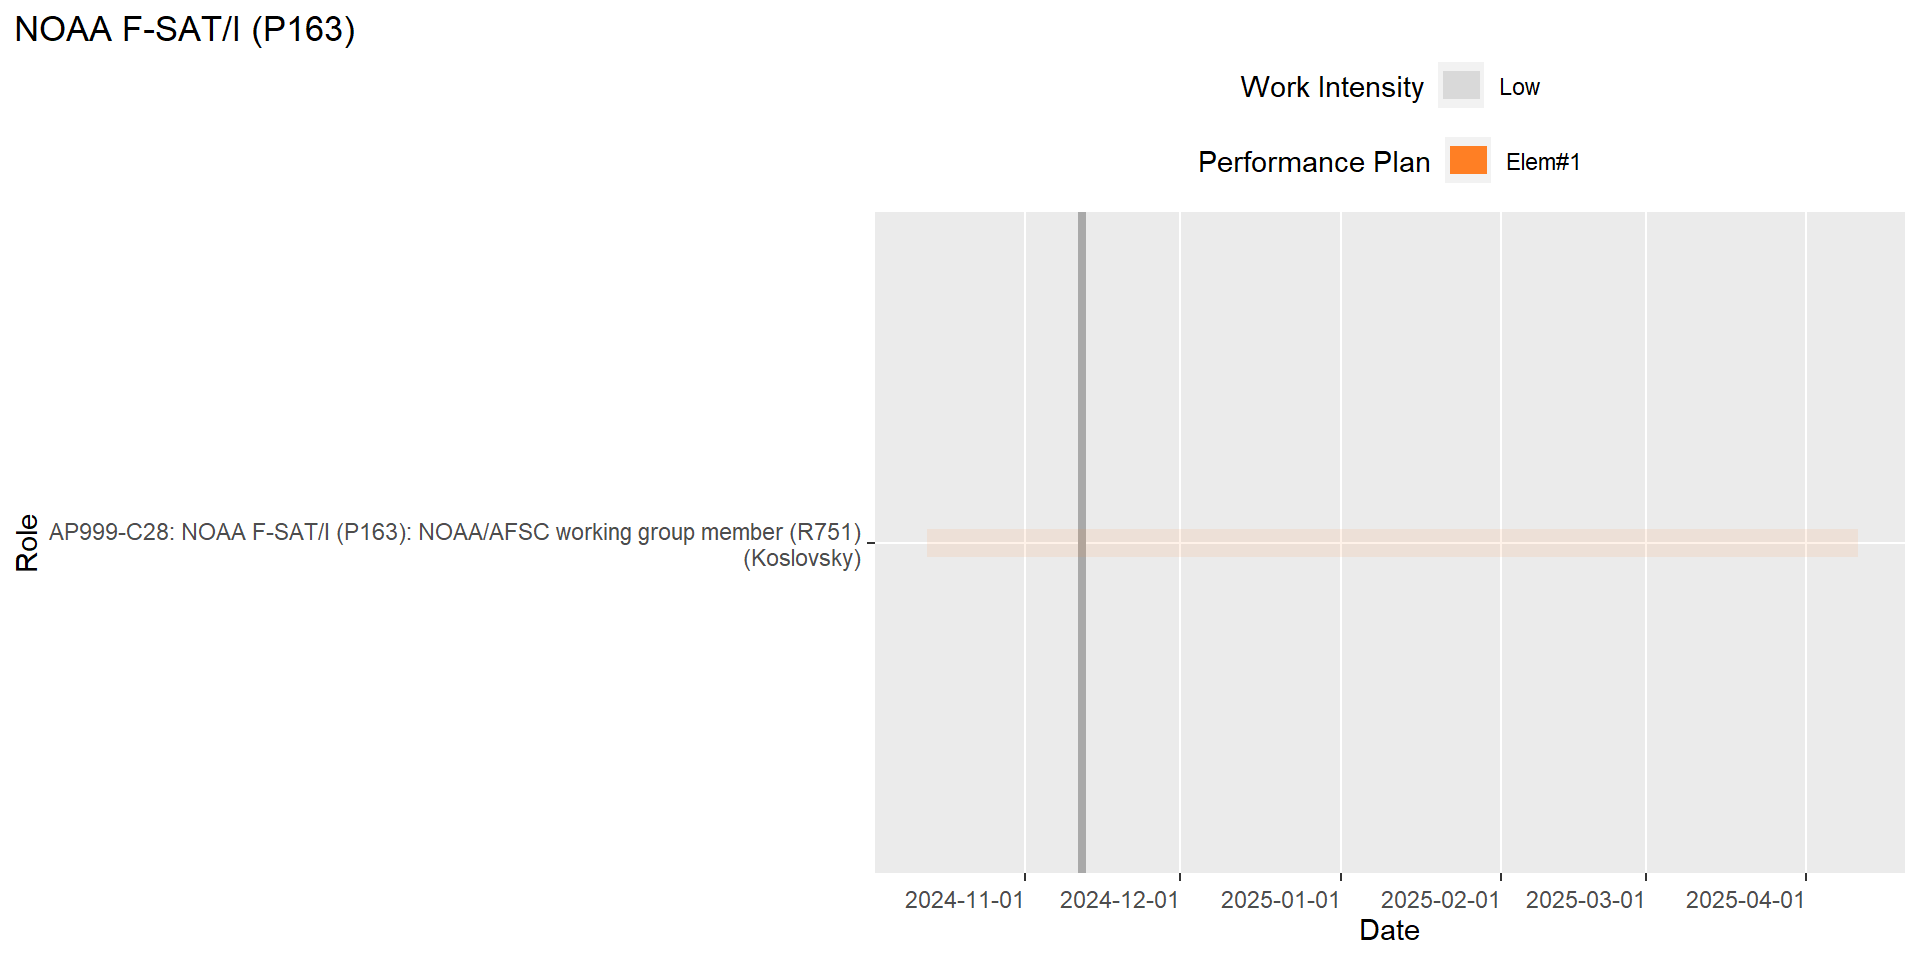 NOAA F-SAT/I (P163)
Work Intensity Low
Performance Plan Elem#1
Role
AP999-C28: NOAA F-SAT/I (P163): NOAA/AFSC working group member (R751)
(Koslovsky)
2024-11-01 2024-12-01 2025-01-01 2025-02-01 2025-03-01 2025-04-01
Date